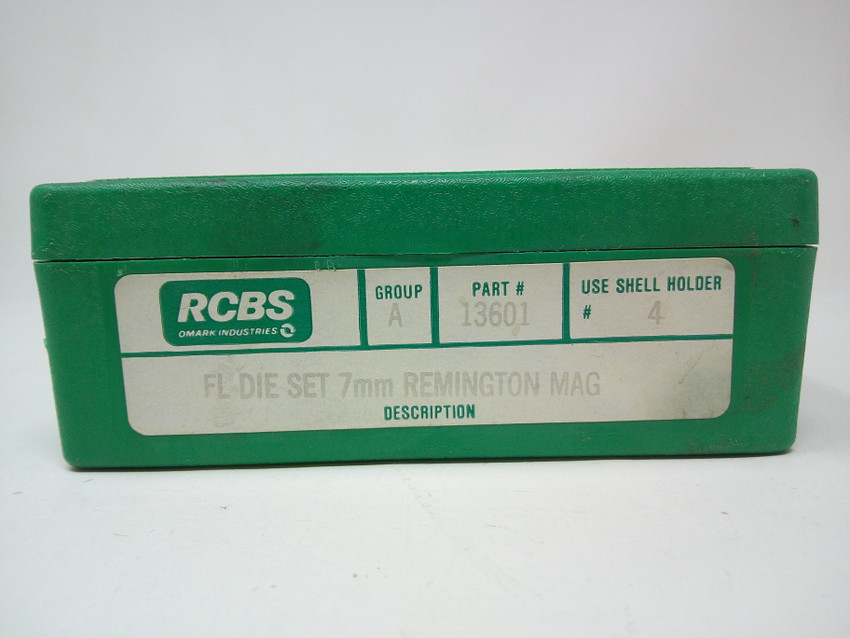 RCBS
OMARK INDUSTRIES
GROUP
A
PART #
13601
USE SHELL HOLDER
# 4
FL DIE SET 7mm REMINGTON MAG
DESCRIPTION